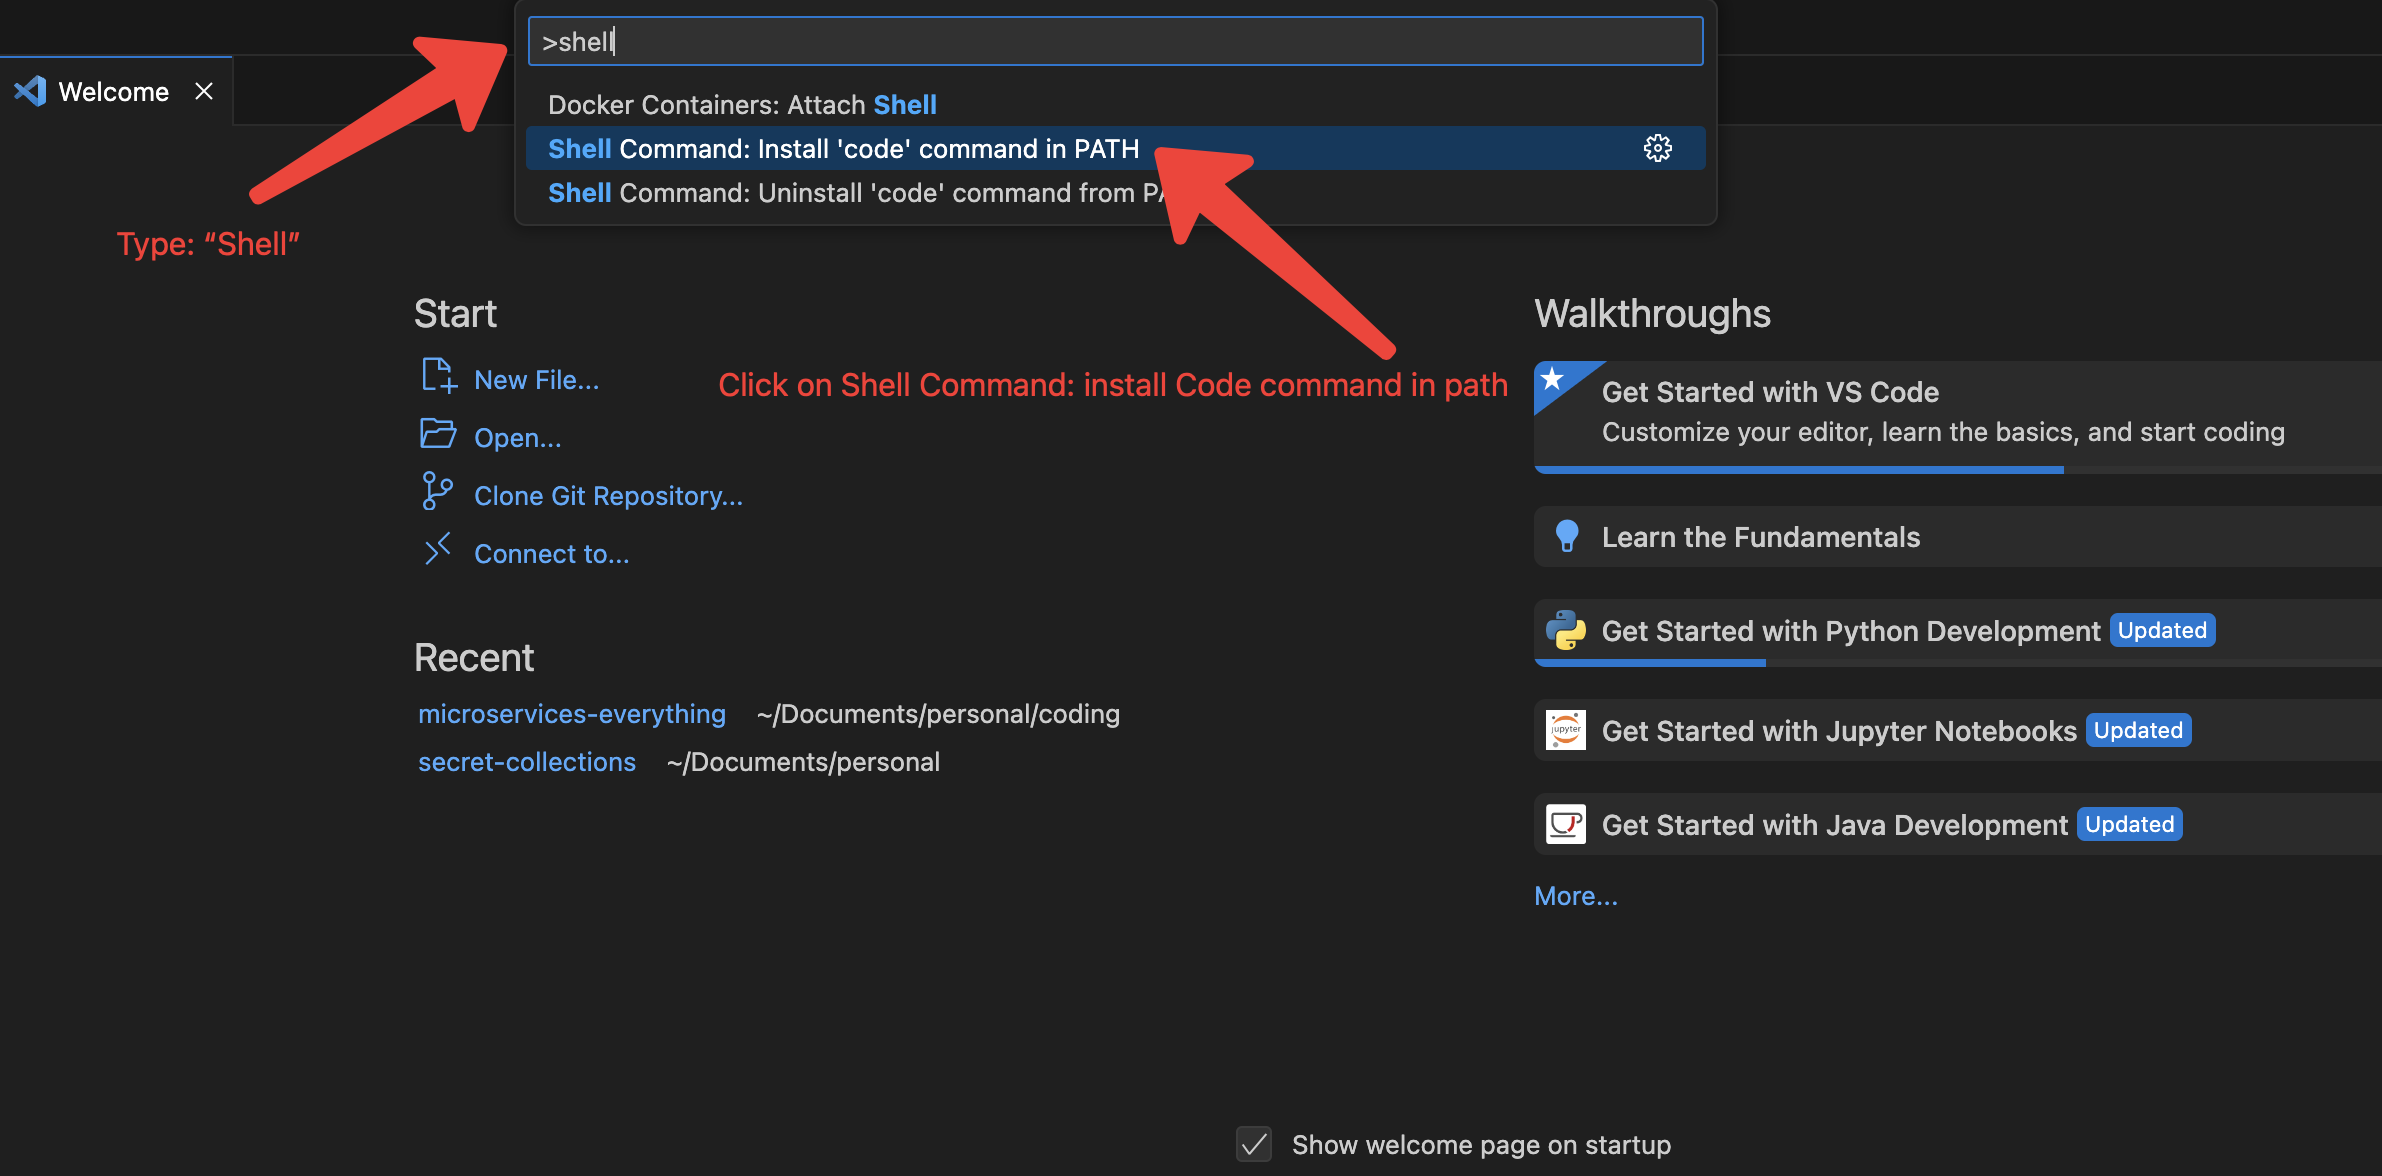 >shell
Welcome
Docker Containers: Attach Shell
Shell Command: Install 'code' command in PATH
Shell Command: Uninstall 'code' command from
Type: “Shell”
Click on Shell Command: install Code command in path
Start
New File...
Open...
Clone Git Repository...
Connect to...
Recent
microservices-everything ~/Documents/personal/coding
secret-collections ~/Documents/personal
Walkthroughs
Get Started with VS Code
Customize your editor, learn the basics, and start coding
Learn the Fundamentals
Get Started with Python Development Updated
jupyter
Get Started with Jupyter Notebooks Updated
Get Started with Java Development Updated
More...
Show welcome page on startup